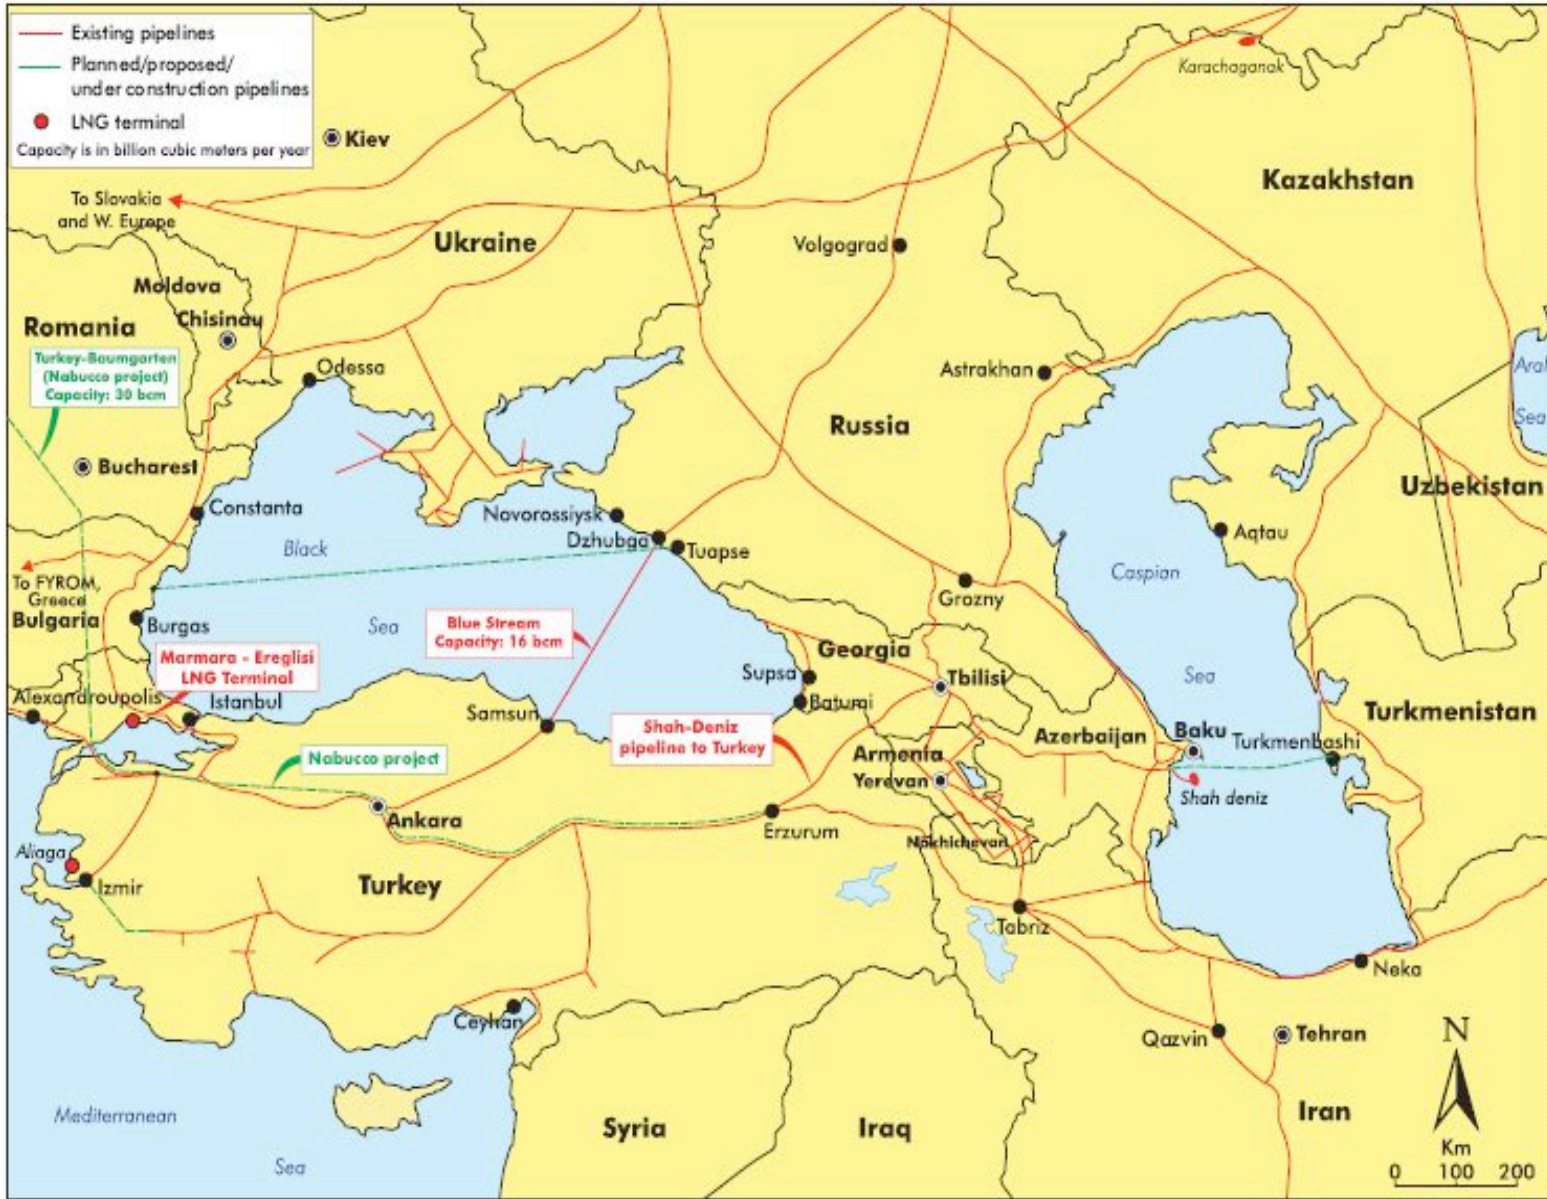 Existing pipelines
Planned/proposed/
under construction pipelines
LNG terminal
Capacity is in billion cubic meters per year
Karachaganak
Kiev
Kazakhstan
To Slovakia
and W. Europe
Ukraine
Volgograd
Moldova
Chisinau
Romania
Turkey-Baumgarten
(Nabucco project)
Capacity: 30 bcm
Odessa
Astrakhan
Aral
Sea
Russia
Bucharest
Uzbekistan
Constanta
Novorossiysk
Dzhubga
Tuapse
Aqtau
Black
Sea
Caspian
Sea
To FYROM,
Greece
Bulgaria
Burgas
Grozny
Blue Stream
Capacity: 16 bcm
Georgia
Marmara - Ereglisi
LNG Terminal
Supsa
Tbilisi
Alexandroupolis
Istanbul
Samsun
Batumi
Turkmenistan
Shah-Deniz
pipeline to Turkey
Azerbaijan
Baku
Turkmenbashi
Armenia
Yerevan
Nabucco project
Shah deniz
Ankara
Erzurum
Nakhichevan
Aliaga
Izmir
Turkey
Tabriz
Neka
Ceyhan
Qazvin
Tehran
N
Mediterranean
Sea
Syria
Iraq
Iran
Km
0 100 200